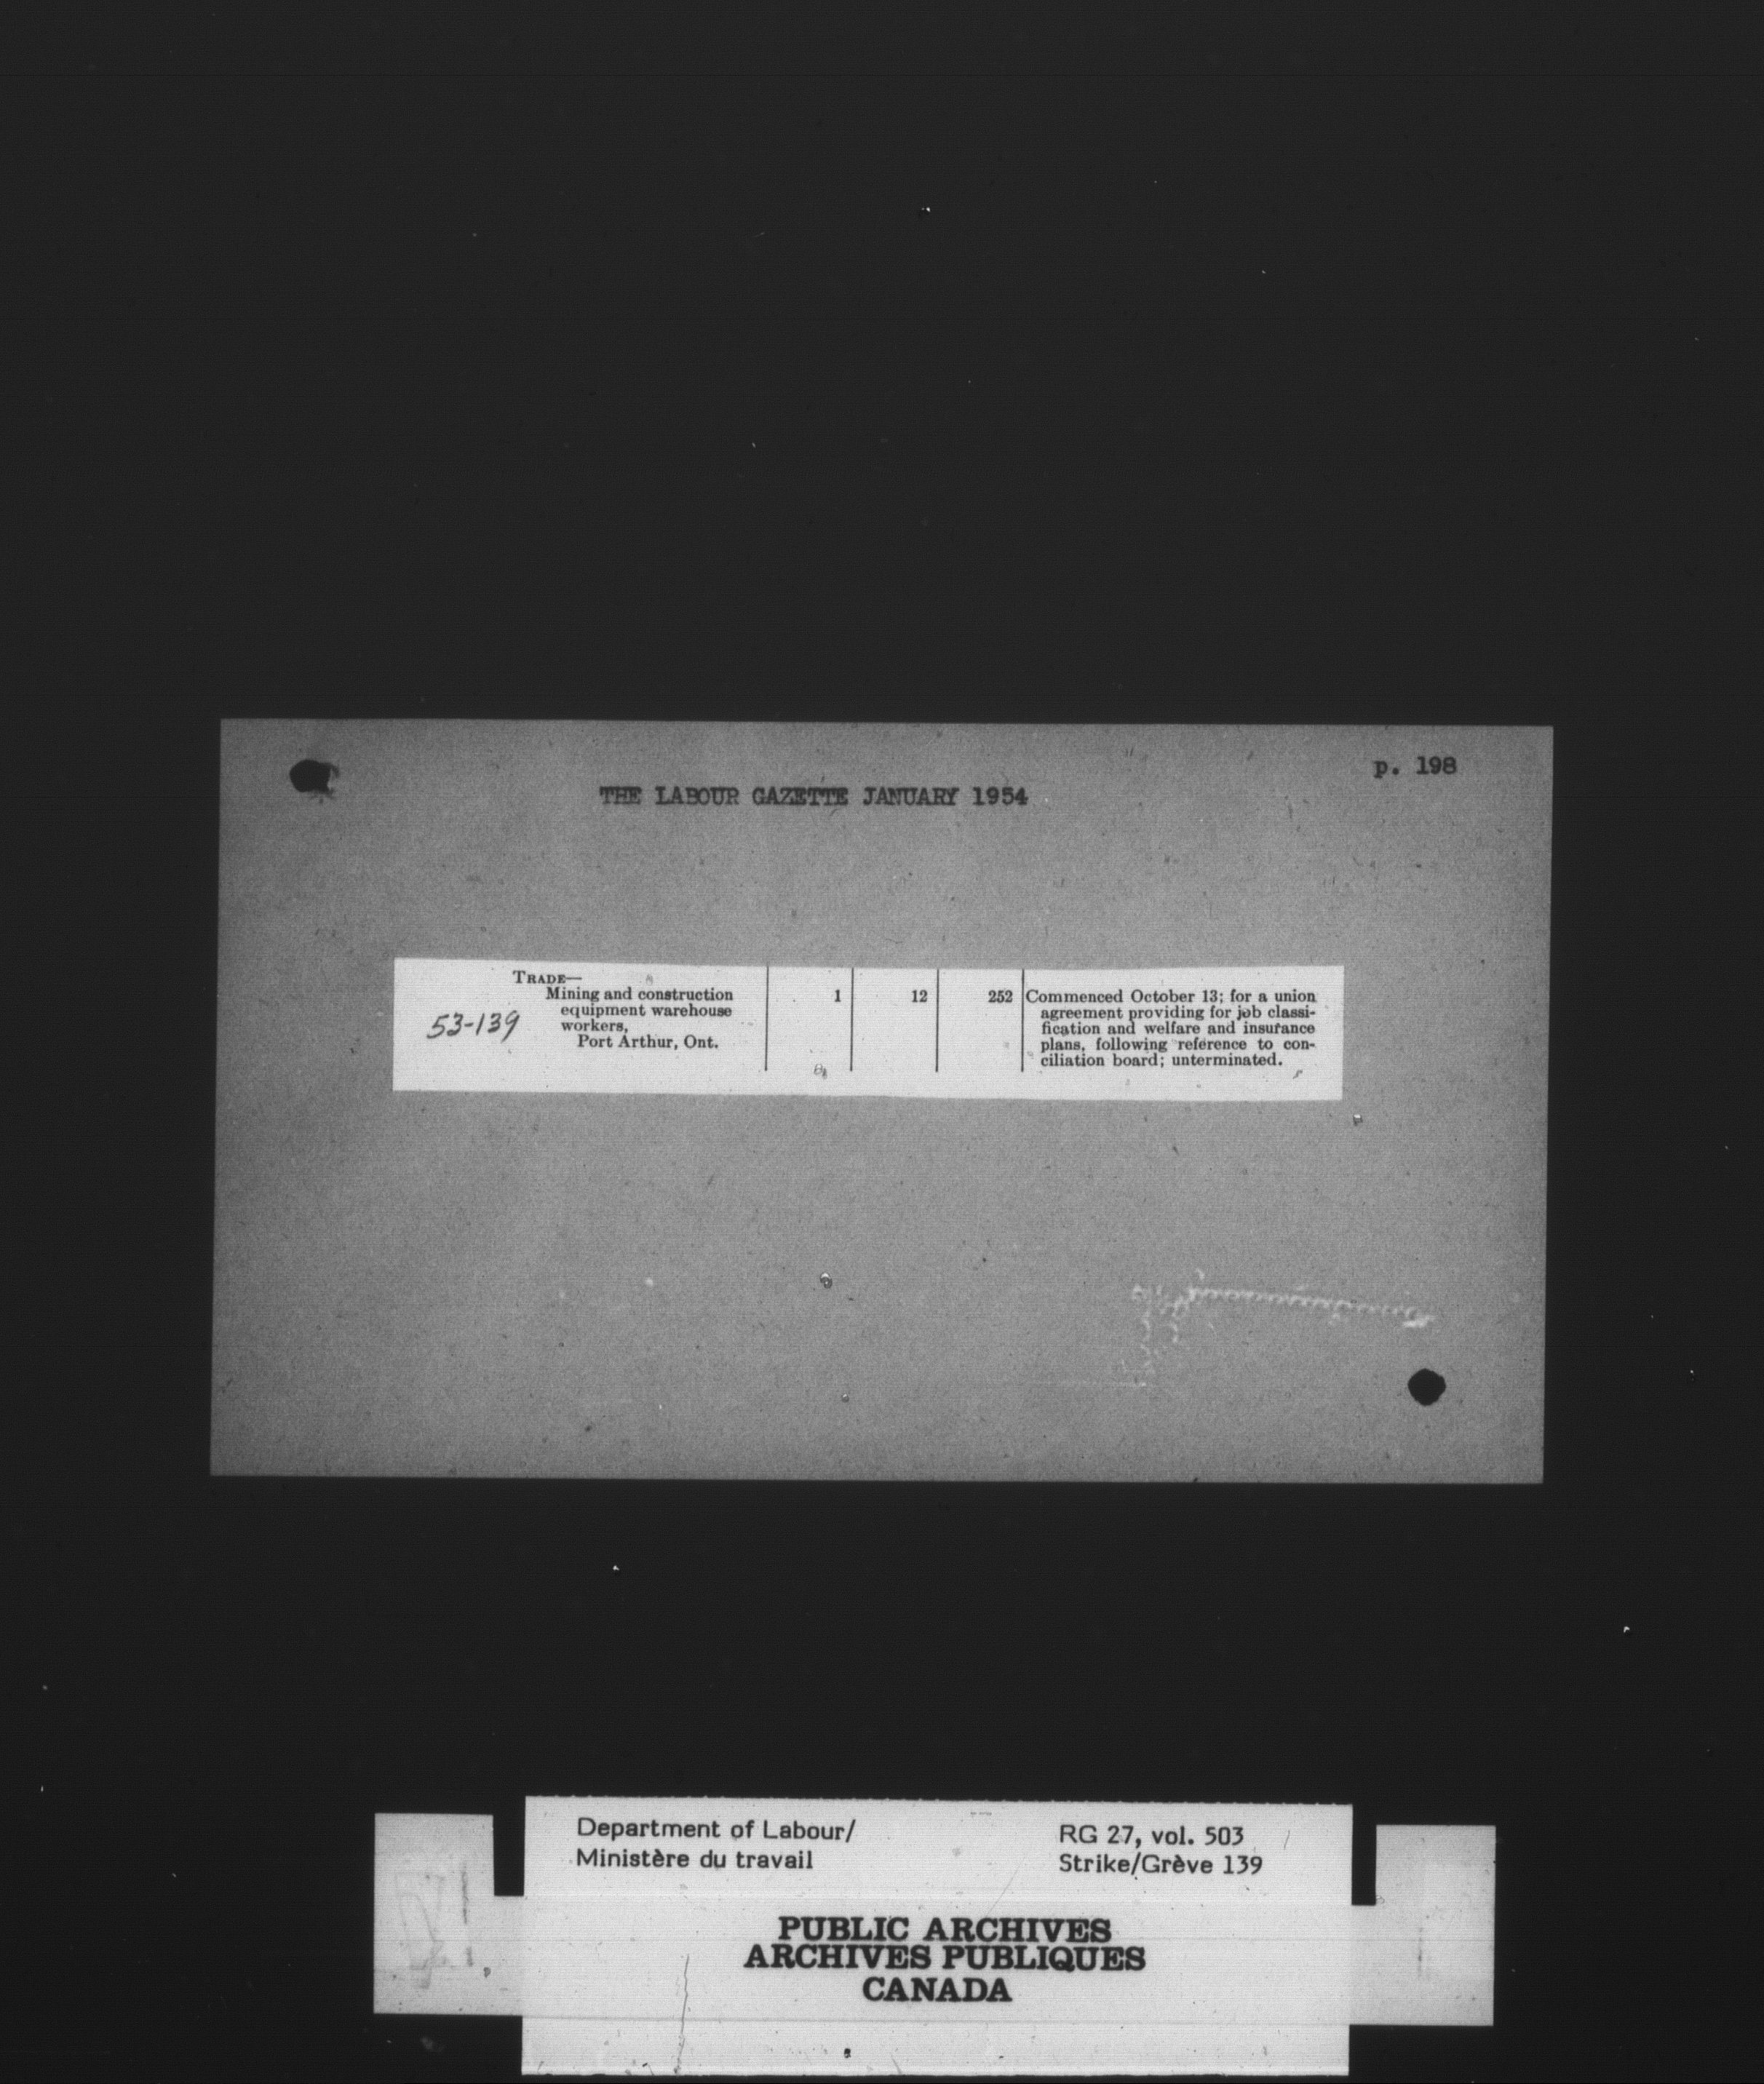 p. 198
THE LABOUR GAZETTE JANUARY 1954
TRADE—
Mining and construction
equipment warehouse
workers,
Port Arthur, Ont.
53-139
1
12
252
Commenced October 13; for a union
agreement providing for job classi-
fication and welfare and insurance
plans, following reference to con-
ciliation board; unterminated.
Department of Labour/
Ministère du travail
RG 27, vol. 503
Strike/Grève 139
PUBLIC ARCHIVES
ARCHIVES PUBLIQUES
CANADA